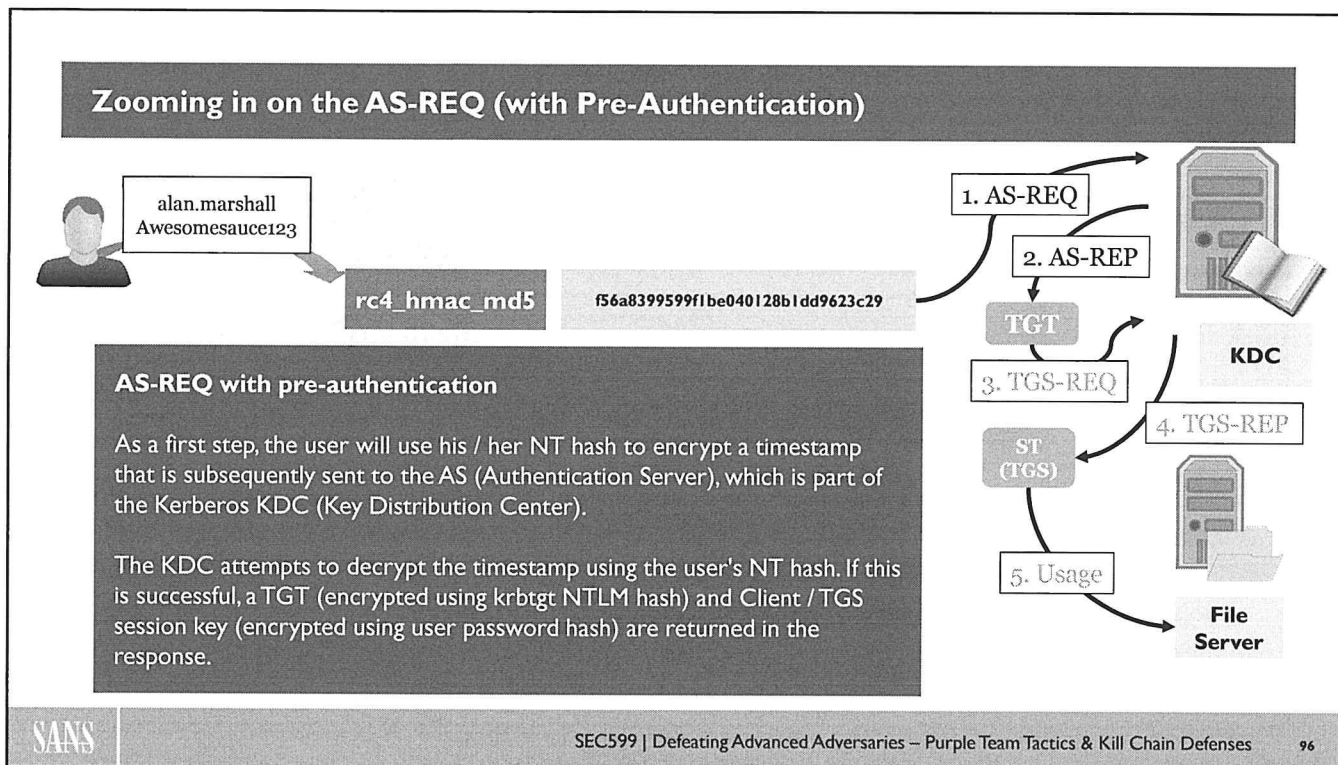 Zooming in on the AS-REQ (with Pre-Authentication)
alan.marshall
Awesomesauce123
rc4_hmac_md5
f56a8399599f1be040128b1dd9623c29
1. AS-REQ
2. AS-REP
TGT
3. TGS-REQ
KDC
4. TGS-REP
ST
(TGS)
5. Usage
File
Server
AS-REQ with pre-authentication
As a first step, the user will use his / her NT hash to encrypt a timestamp
that is subsequently sent to the AS (Authentication Server), which is part of
the Kerberos KDC (Key Distribution Center).
The KDC attempts to decrypt the timestamp using the user's NT hash. If this
is successful, a TGT (encrypted using krbtgt NTLM hash) and Client / TGS
session key (encrypted using user password hash) are returned in the
response.
SANS
SEC599 | Defeating Advanced Adversaries – Purple Team Tactics & Kill Chain Defenses
96